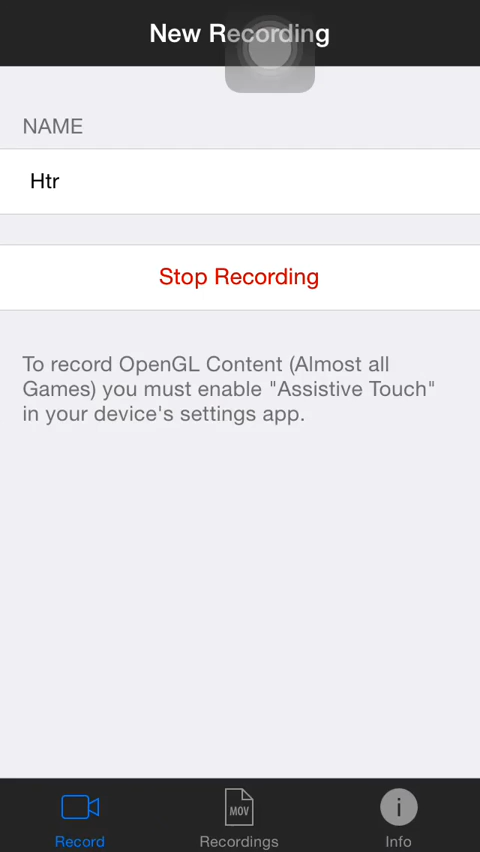 New Recording
NAME
Htr
Stop Recording
To record OpenGL Content (Almost all
Games) you must enable "Assistive Touch"
in your device's settings app.
MOV
i
Record
Recordings
Info